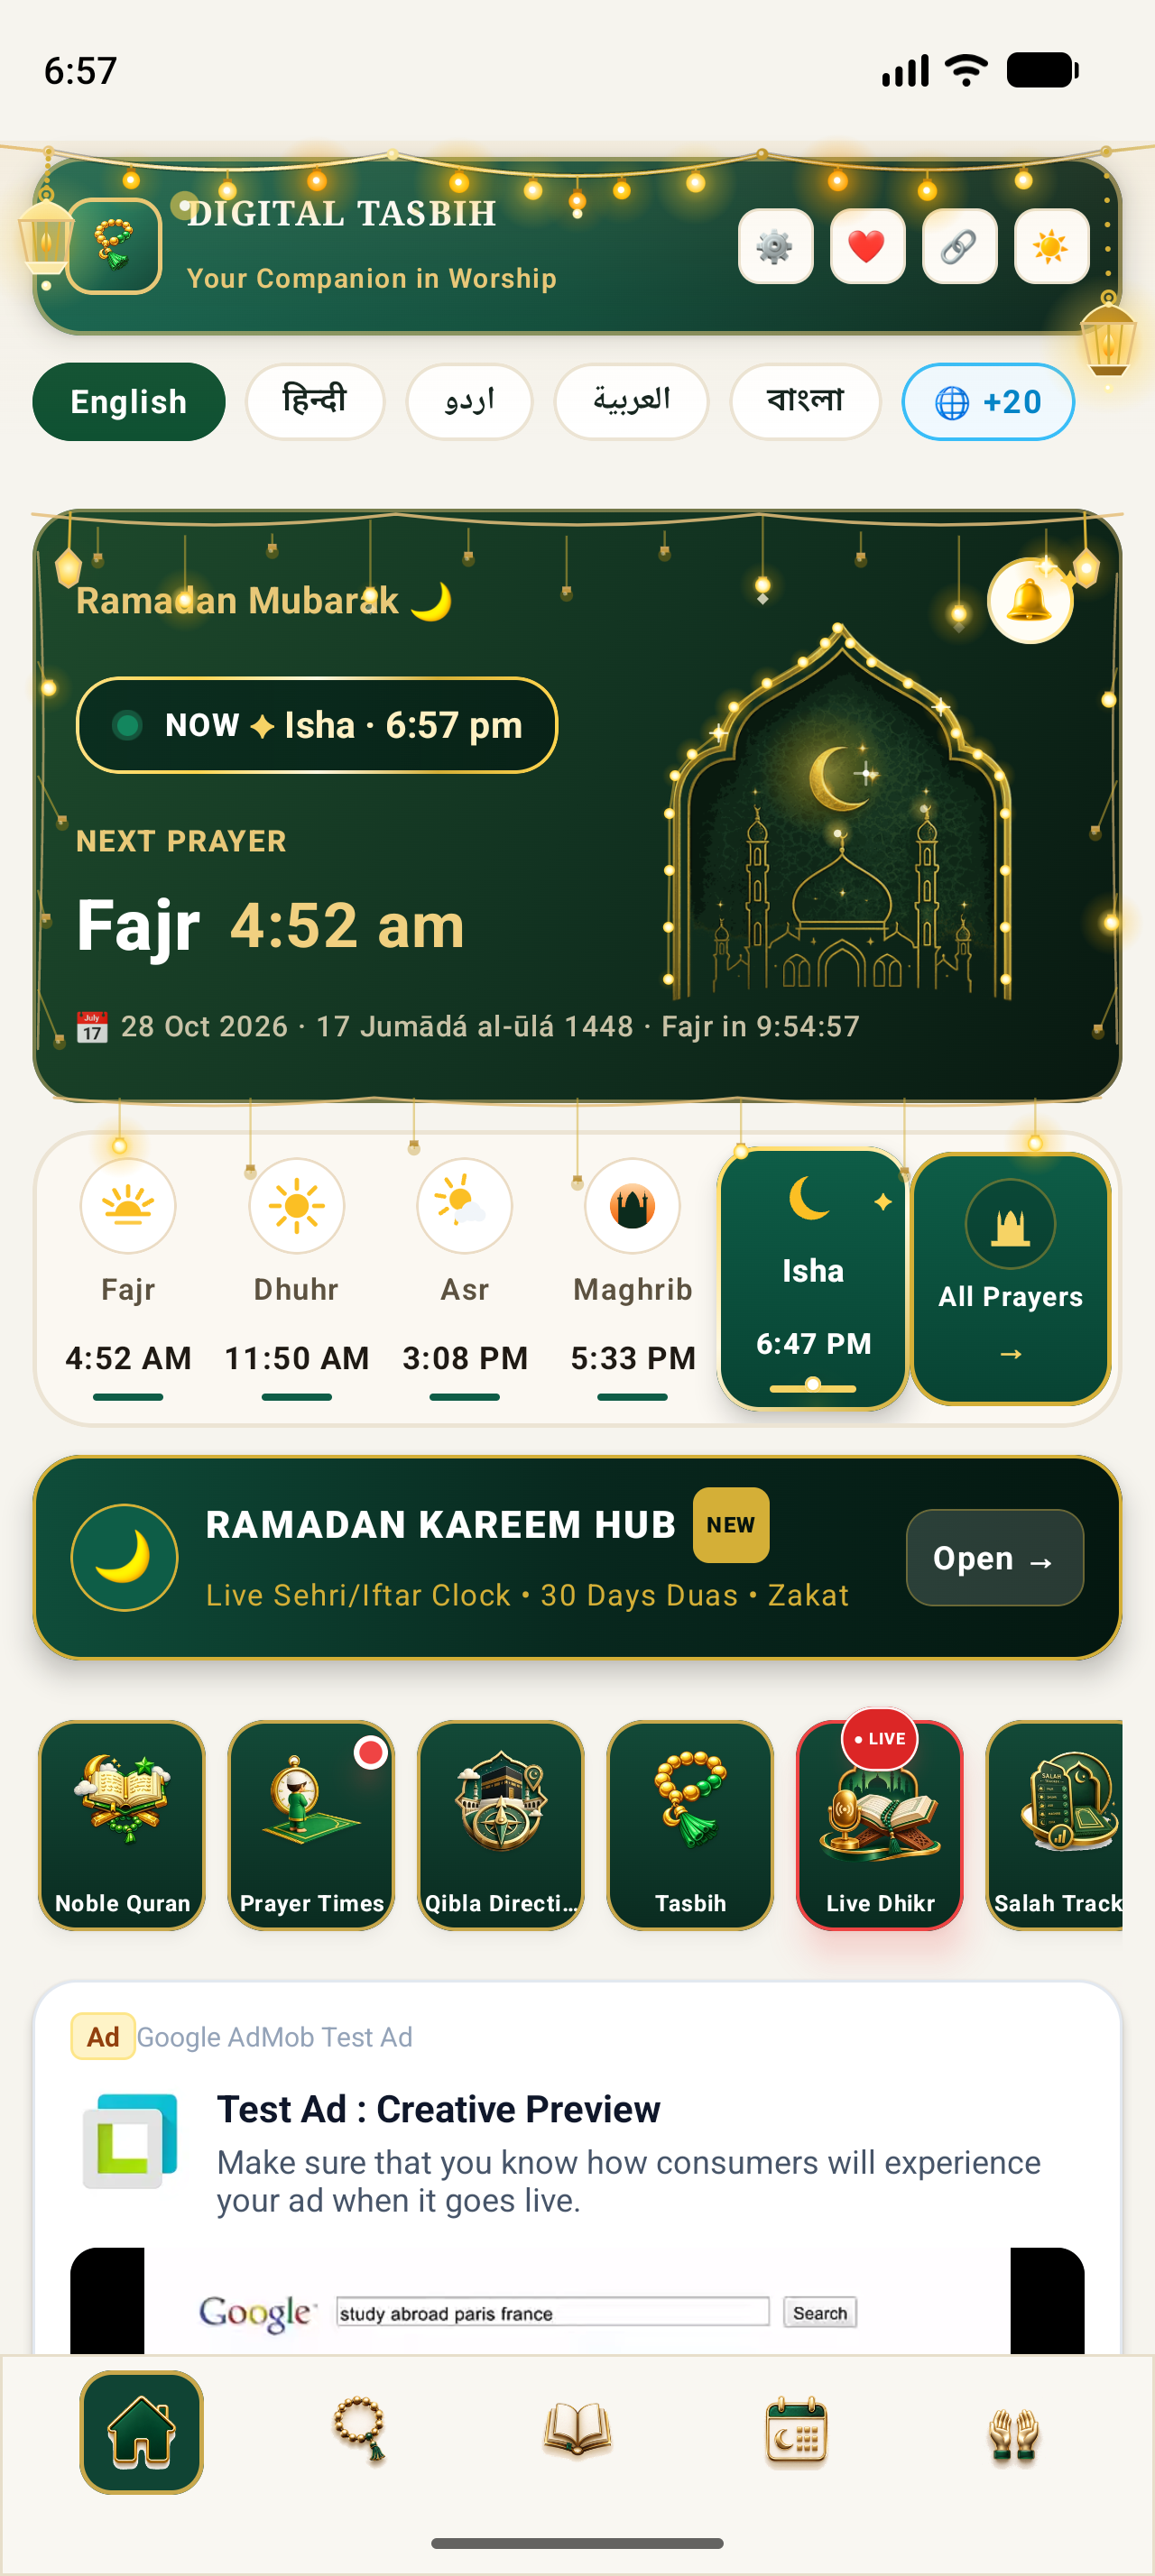 6:57
DIGITAL TASBIH
Your Companion in Worship
English
हिन्दी
اردو
العربية
বাংলা
🌐 +20
Ramadan Mubarak 🌙
NOW ✦ Isha · 6:57 pm
NEXT PRAYER
Fajr 4:52 am
📅 28 Oct 2026 · 17 Jumādá al-ūlá 1448 · Fajr in 9:54:57
Fajr
4:52 AM
Dhuhr
11:50 AM
Asr
3:08 PM
Maghrib
5:33 PM
Isha
6:47 PM
All Prayers
→
RAMADAN KAREEM HUB NEW
Live Sehri/Iftar Clock • 30 Days Duas • Zakat
Open →
Noble Quran
Prayer Times
Qibla Directi...
Tasbih
• LIVE
Live Dhikr
SALAH
Salah Track
Ad Google AdMob Test Ad
Test Ad : Creative Preview
Make sure that you know how consumers will experience
your ad when it goes live.
Google study abroad paris france Search